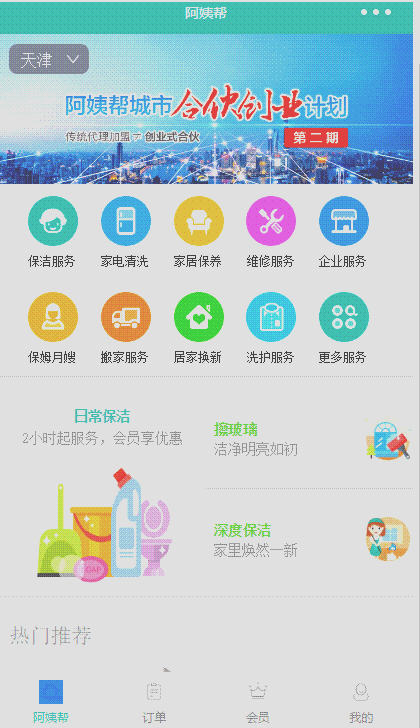 阿姨帮
天津
阿姨帮城市合伙创业计划
传统代理加盟 创业式合伙
第二期
保洁服务 家电清洗 家居保养 维修服务 企业服务
保姆月嫂 搬家服务 居家换新 洗护服务 更多服务
日常保洁
2小时起服务，会员享优惠
擦玻璃
洁净明亮如初
SOAP
深度保洁
家里焕然一新
热门推荐
阿姨帮 订单 会员 我的